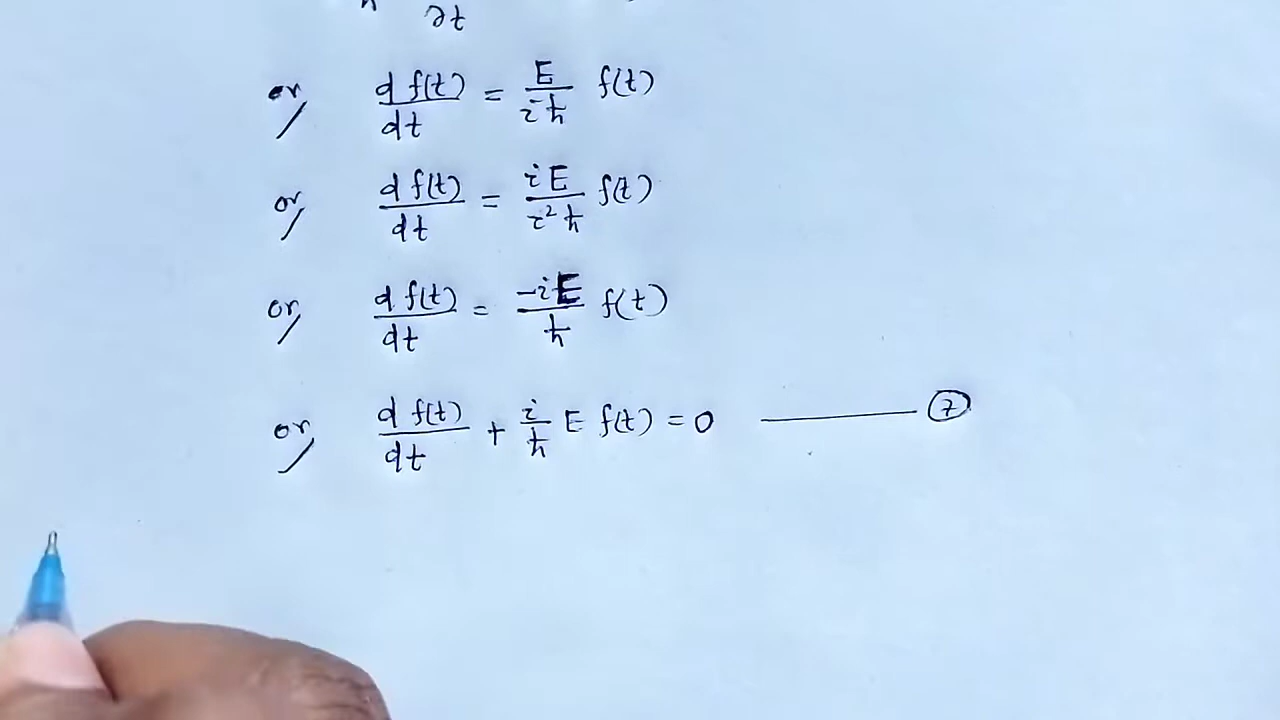 ħ ∂t
or, d f(t)/dt = E/iħ f(t)
or, d f(t)/dt = iE/i²ħ f(t)
or, d f(t)/dt = -iE/ħ f(t)
or, d f(t)/dt + i/ħ E f(t) = 0 ——— ⑦